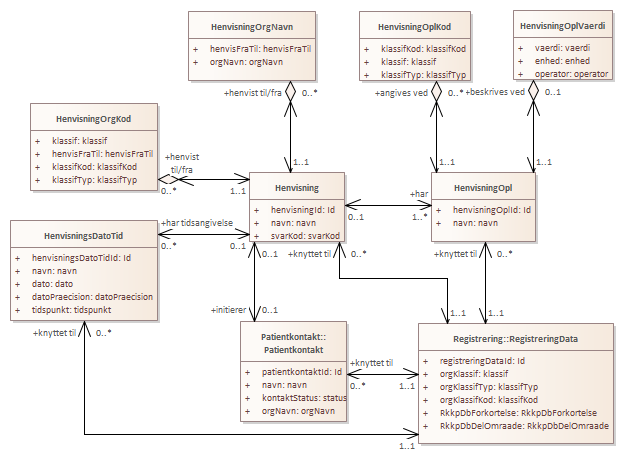 HenvisningOrgNavn
+ henvisFraTil: henvisFraTil
+ orgNavn: orgNavn
HenvisningOplKod
+ klassifKod: klassifKod
+ klassif: klassif
+ klassifTyp: klassifTyp
HenvisningOplVaerdi
+ vaerdi: vaerdi
+ enhed: enhed
+ operator: operator
+henvist til/fra 0..*
+angives ved 0..*
+beskrives ved 0..1
HenvisningOrgKod
+ klassif: klassif
+ henvisFraTil: henvisFraTil
+ klassifKod: klassifKod
+ klassifTyp: klassifTyp
+henvist
til/fra
0..* 1..1
1..1
1..1
1..1
Henvisning
+ henvisningId: Id
+ navn: navn
+ svarKod: svarKod
+har
0..1 1..*
HenvisningOpl
+ henvisningOplId: Id
+ navn: navn
HenvisningsDatoTid
+ henvisningsDatoTidId: Id
+ navn: navn
+ dato: dato
+ datoPraecision: datoPraecision
+ tidspunkt: tidspunkt
+har tidsangivelse
0..* 0..1
+knyttet til 0..*
+knyttet til 0..*
+initierer 0..1
1..1 1..1
+knyttet til 0..*
Patientkontakt::
Patientkontakt
+ patientkontaktId: Id
+ navn: navn
+ kontaktStatus: status
+ orgNavn: orgNavn
+knyttet til
0..* 1..1
Registrering::RegistreringData
+ registreringDataId: Id
+ orgKlassif: klassif
+ orgKlassifTyp: klassifTyp
+ orgKlassifKod: klassifKod
+ RkkpDbForkortelse: RkkpDbForkortelse
+ RkkpDbDelOmraade: RkkpDbDelOmraade
1..1